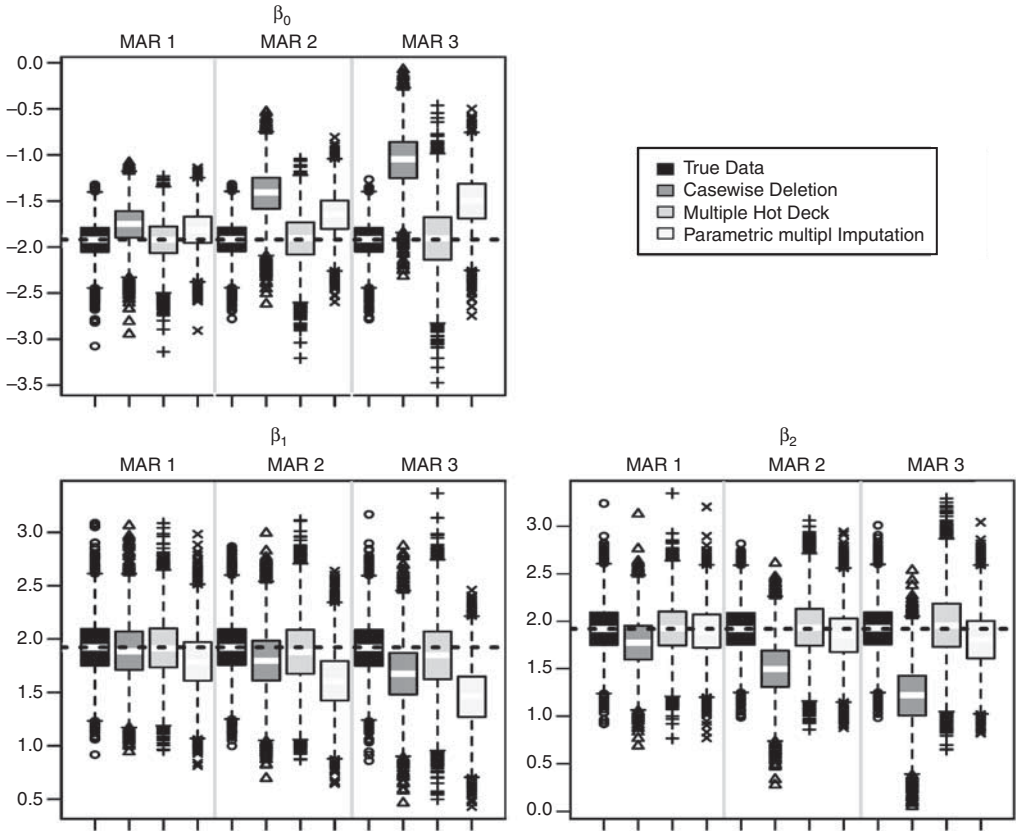 β0
MAR 1 MAR 2 MAR 3
0.0
–0.5
–1.0
–1.5
–2.0
–2.5
–3.0
–3.5
True Data
Casewise Deletion
Multiple Hot Deck
Parametric multipl Imputation
β1
MAR 1 MAR 2 MAR 3
3.0
2.5
2.0
1.5
1.0
0.5
β2
MAR 1 MAR 2 MAR 3
3.0
2.5
2.0
1.5
1.0
0.5
0.0